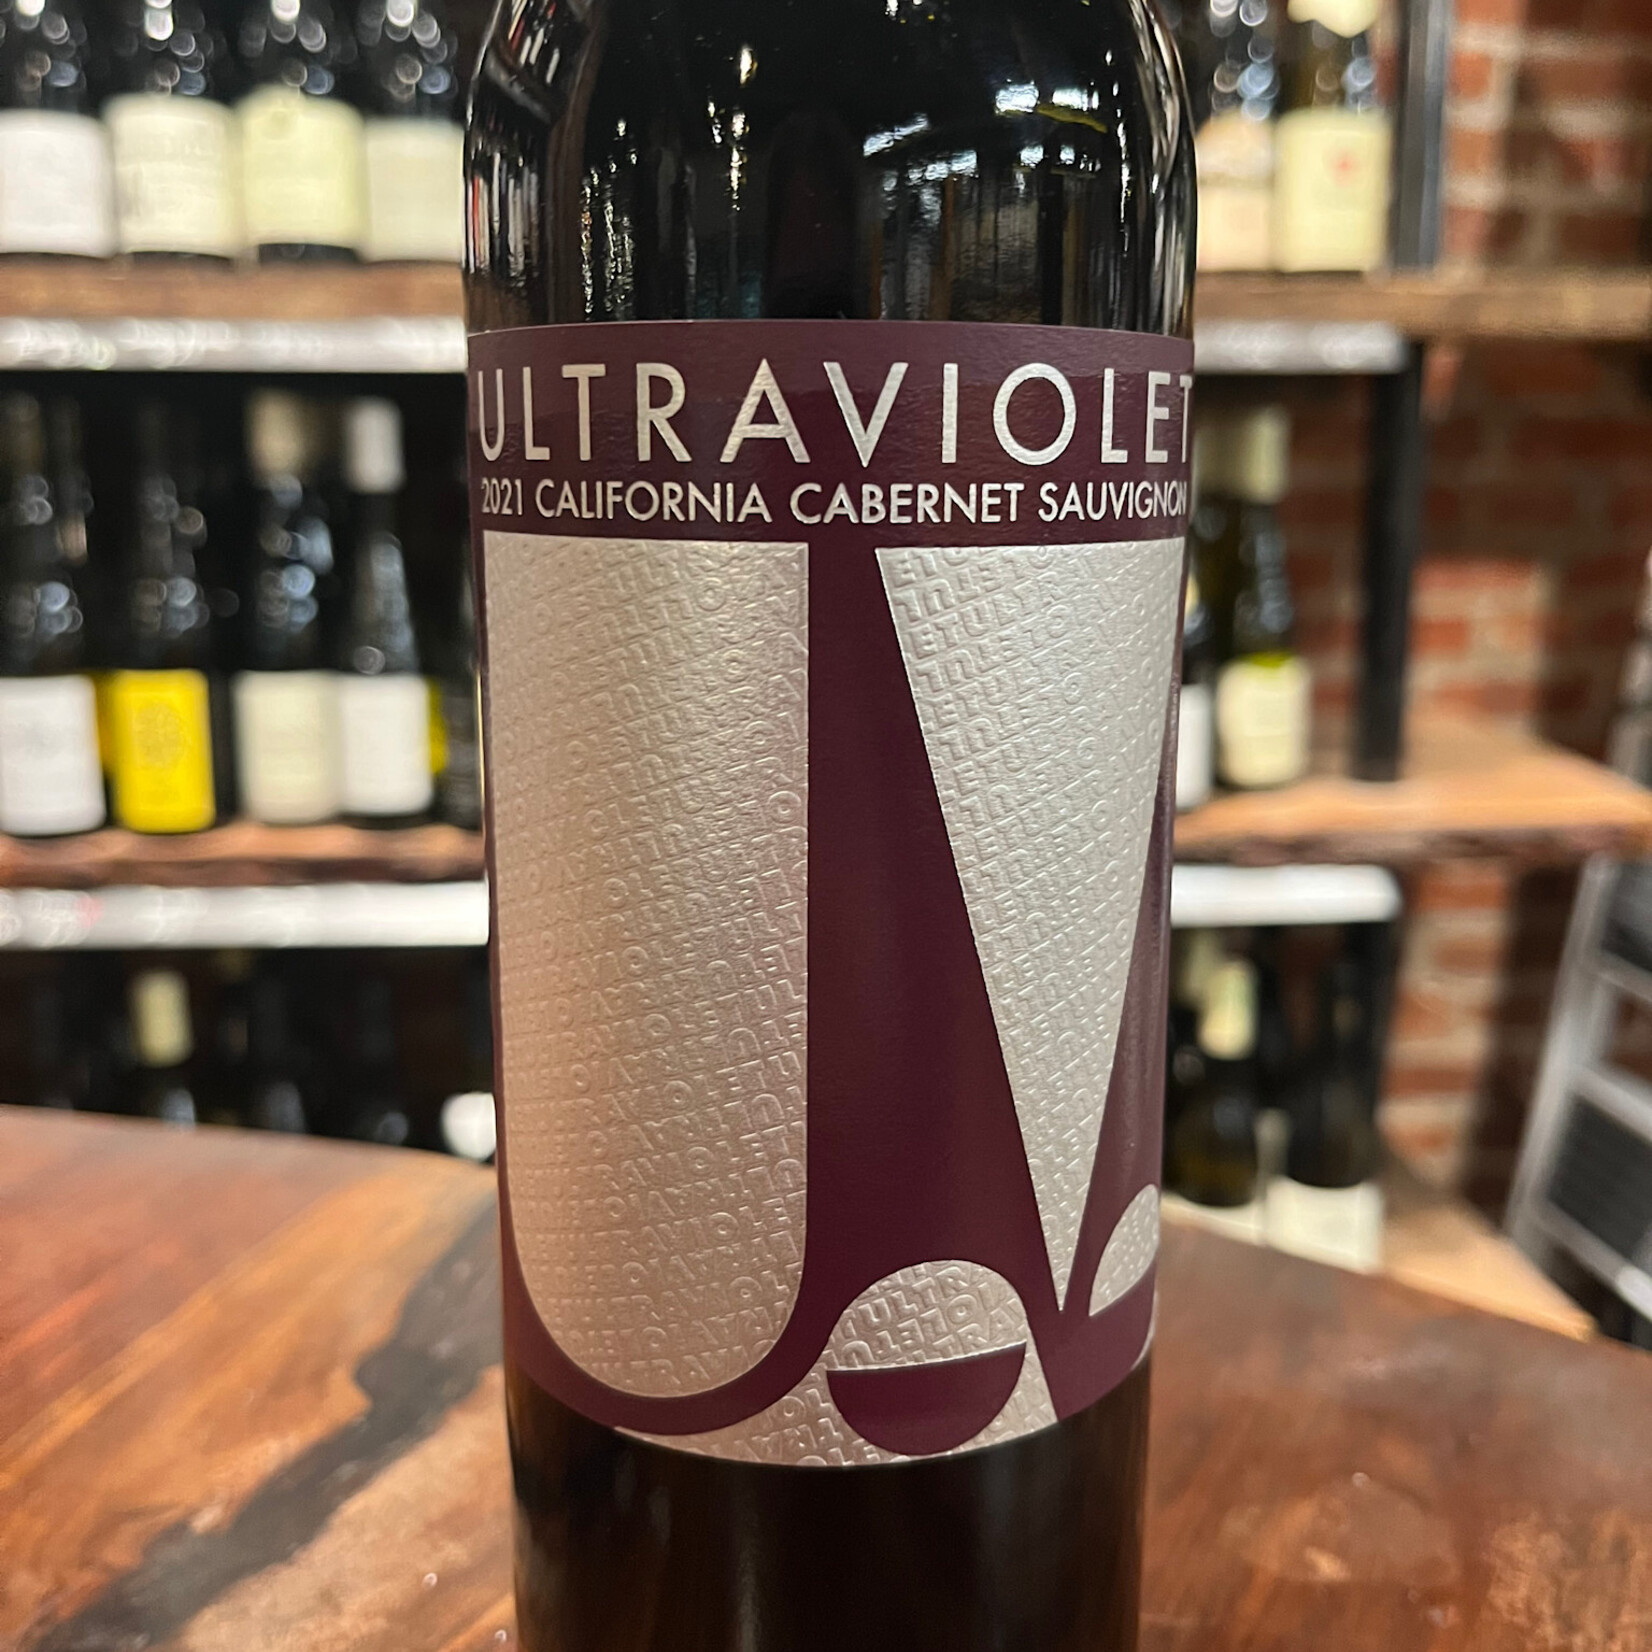 ULTRAVIOLET
2021 CALIFORNIA CABERNET SAUVIGNON
U.V.